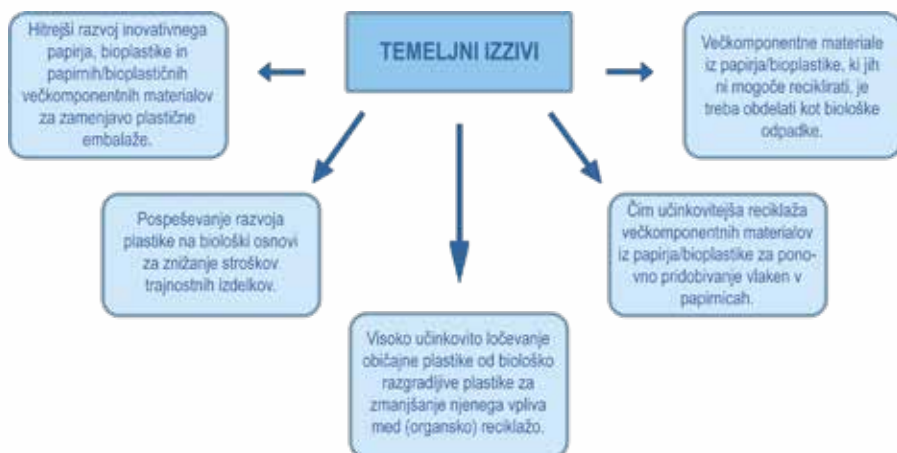 TEMELJNI IZZIVI
Hitrejši razvoj inovativnega
papirja, bioplastike in
papirnih/bioplastičnih
večkomponentnih materialov
za zamenjavo plastične
embalaže.
Večkomponentne materiale
iz papirja/bioplastike, ki jih
ni mogoče reciklirati, je
treba obdelati kot biološke
odpadke.
Pospeševanje razvoja
plastike na biološki osnovi
za znižanje stroškov
trajnostnih izdelkov.
Čim učinkovitejša reciklaža
večkomponentnih materialov
iz papirja/bioplastike za pono-
vno pridobivanje vlaken v
papirnicah.
Visoko učinkovito ločevanje
običajne plastike od biološko
razgradljive plastike za
zmanjšanje njenega vpliva
med (organsko) reciklažo.